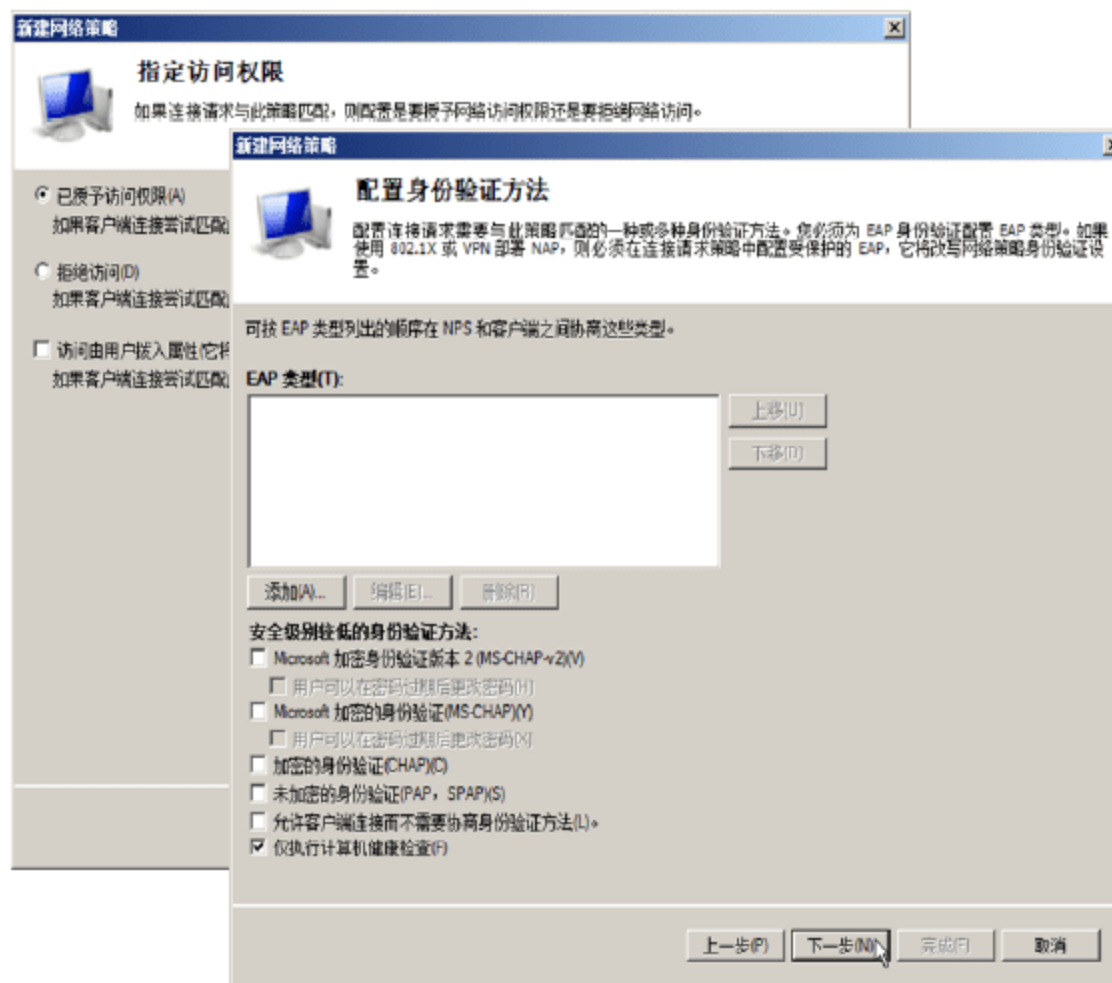 新建网络策略
指定访问权限
如果连接请求与此策略匹配，则配置是要授予网络访问权限还是要拒绝网络访问。
已授予访问权限(A)
如果客户端连接尝试匹配
拒绝访问(D)
如果客户端连接尝试匹配
访问由用户拨入属性(它将
如果客户端连接尝试匹配
新建网络策略
配置身份验证方法
配置连接请求需要与此策略匹配的一种或多种身份验证方法。您必须为 EAP 身份验证配置 EAP 类型。如果
使用 802.1X 或 VPN 部署 NAP，则必须在连接请求策略中配置受保护的 EAP，它将改写网络策略身份验证设
置。
可按 EAP 类型列出的顺序在 NPS 和客户端之间协商这些类型。
EAP 类型(T):
上移(U)
下移(D)
添加(A)... 编辑(E)... 删除(R)
安全级别较低的身份验证方法:
Microsoft 加密身份验证版本 2 (MS-CHAP-v2)(V)
用户可以在密码过期后更改密码(H)
Microsoft 加密的身份验证(MS-CHAP)(Y)
用户可以在密码过期后更改密码(X)
加密的身份验证(CHAP)(C)
未加密的身份验证(PAP，SPAP)(S)
允许客户端连接而不需要协商身份验证方法(L)。
仅执行计算机健康检查(F)
上一步(P) 下一步(N) 完成(F) 取消